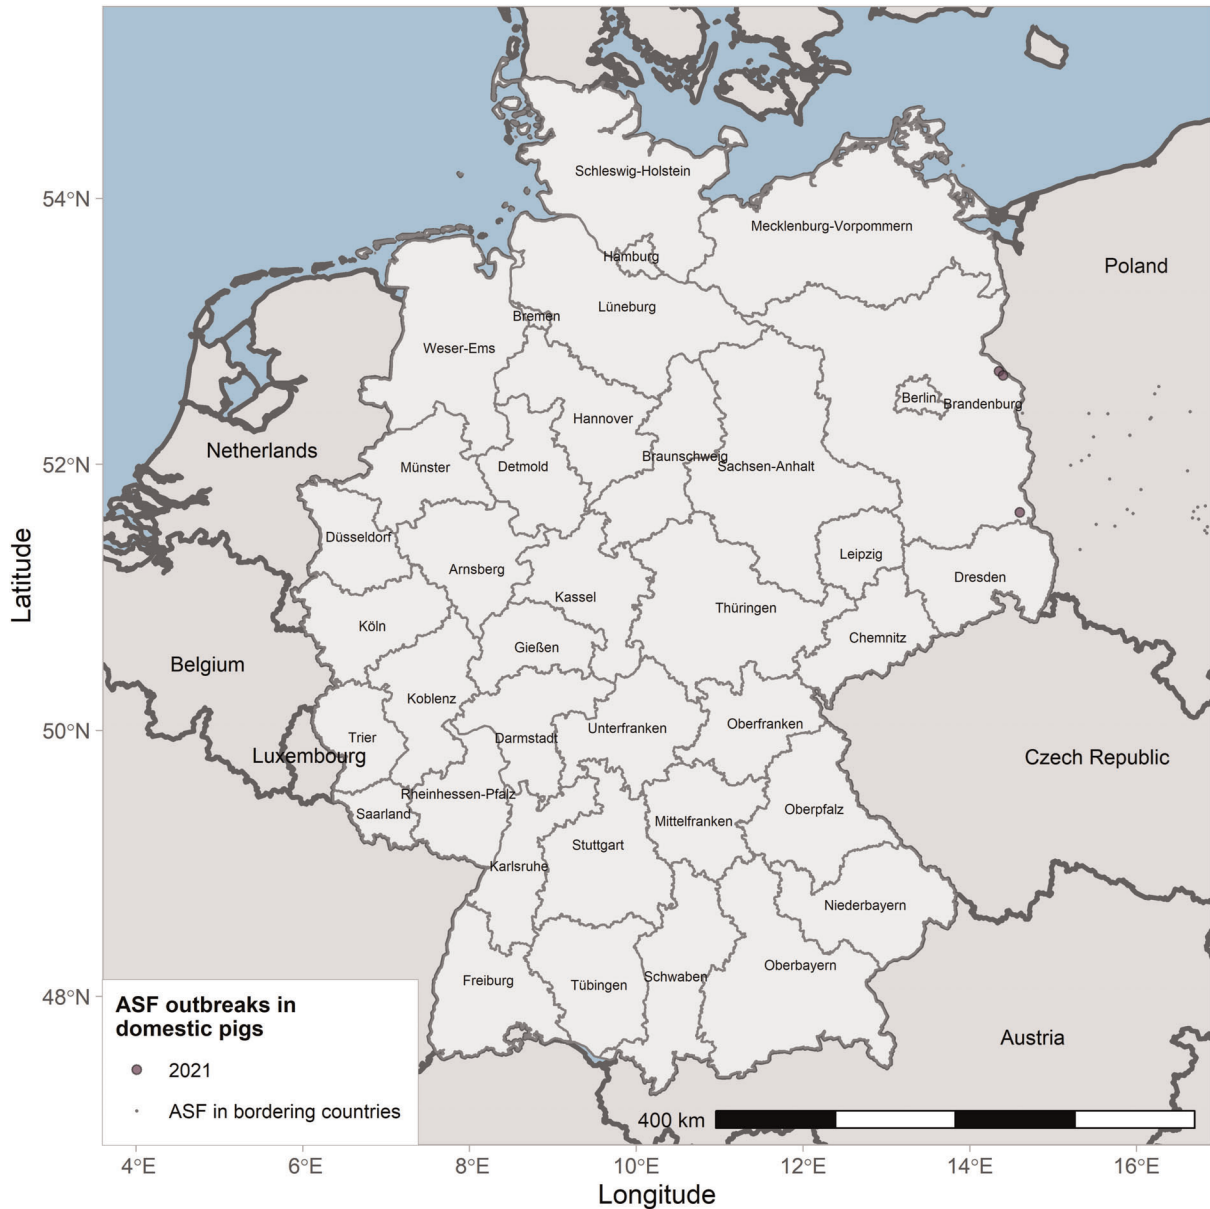 Schleswig-Holstein
54°N
Mecklenburg-Vorpommern
Hamburg
Poland
Lüneburg
Bremen
Weser-Ems
Berlin
Brandenburg
Hannover
Netherlands
52°N
Münster
Detmold
Braunschweig
Sachsen-Anhalt
Düsseldorf
Leipzig
Arnsberg
Dresden
Latitude
Kassel
Thüringen
Köln
Chemnitz
Gießen
Belgium
Koblenz
50°N
Trier
Darmstadt
Unterfranken
Oberfranken
Luxembourg
Czech Republic
Rheinhessen-Pfalz
Saarland
Mittelfranken
Oberpfalz
Stuttgart
Karlsruhe
Niederbayern
Oberbayern
48°N
Freiburg
Tübingen
Schwaben
Austria
ASF outbreaks in
domestic pigs
2021
ASF in bordering countries
400 km
4°E
6°E
8°E
10°E
12°E
14°E
16°E
Longitude